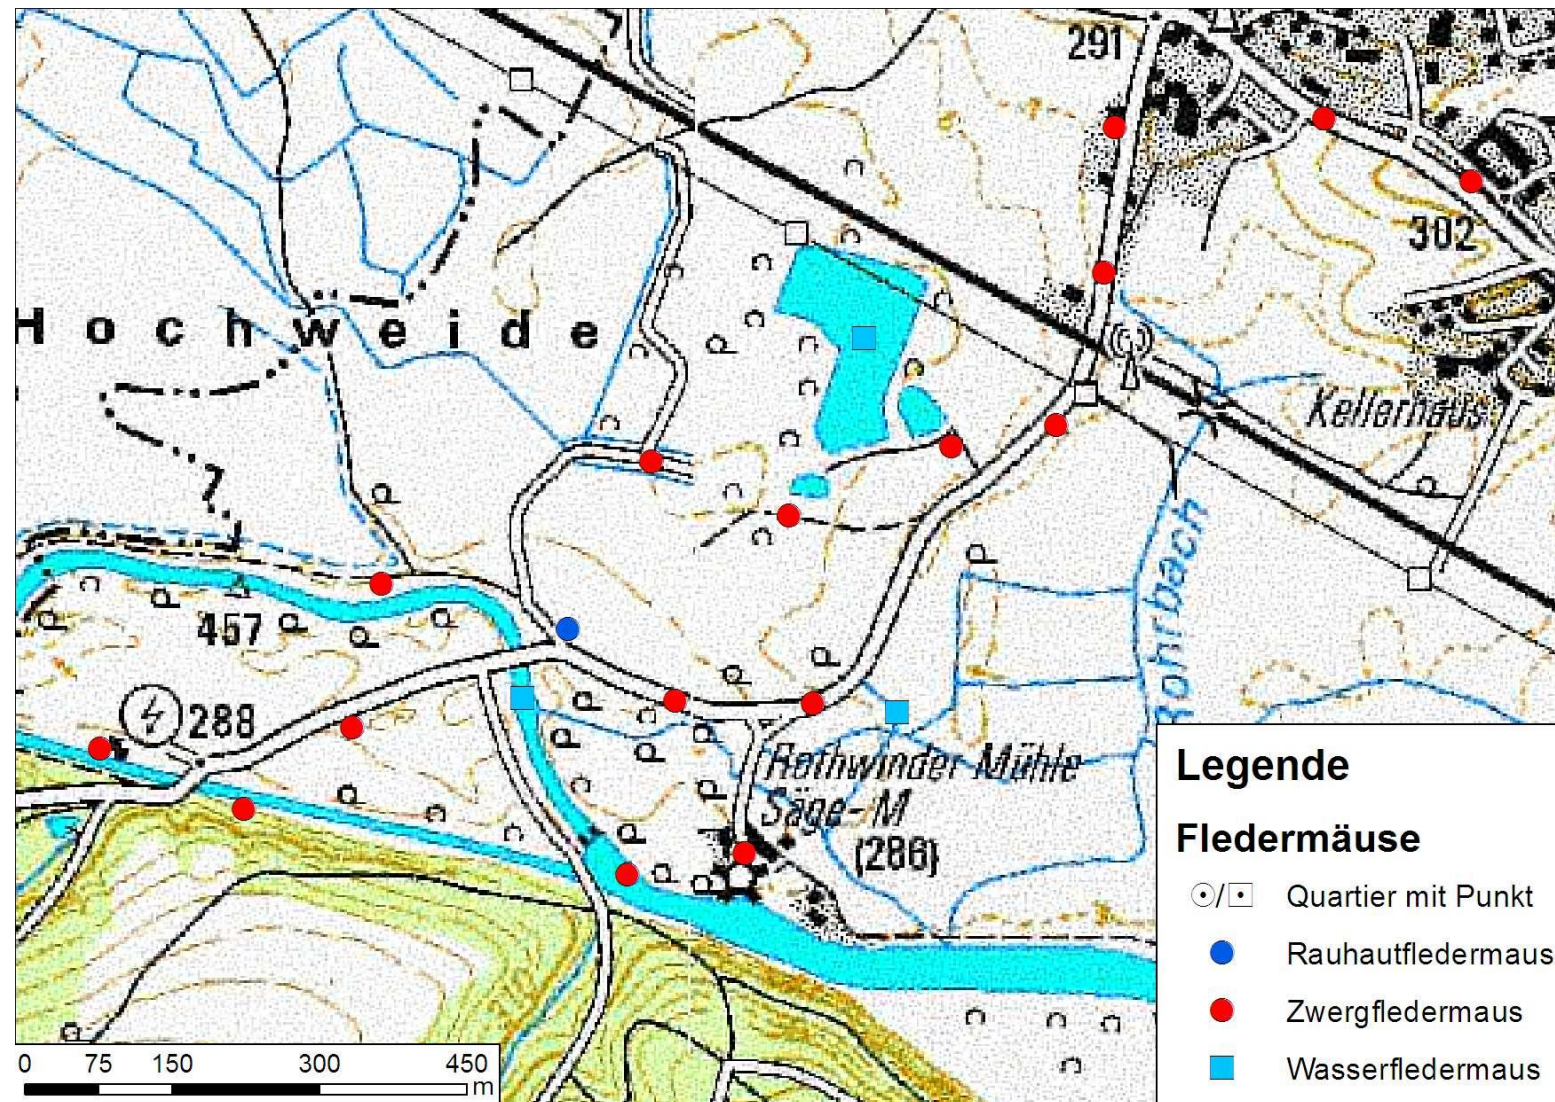 291
302
Hochweide
Kellerhaus
Rohrbach
457
288
Rothwinder Mühle
Säge-M
(286)
310
Legende
Fledermäuse
Quartier mit Punkt
Rauhautfledermaus
Zwergfledermaus
Wasserfledermaus
0 75 150 300 450
m